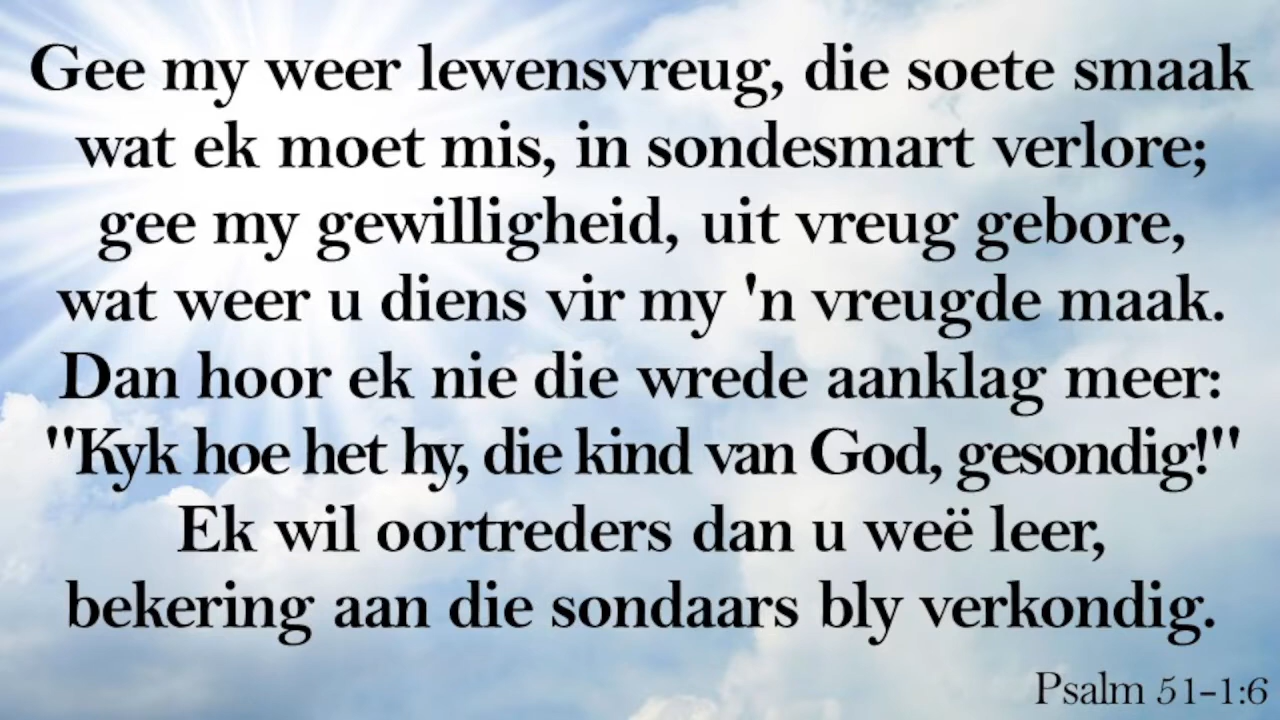 Gee my weer lewensvreug, die soete smaak
wat ek moet mis, in sondesmart verlore;
gee my gewilligheid, uit vreug gebore,
wat weer u diens vir my 'n vreugde maak.
Dan hoor ek nie die wrede aanklag meer:
"Kyk hoe het hy, die kind van God, gesondig!"
Ek wil oortreders dan u weë leer,
bekering aan die sondaars bly verkondig.
Psalm 51-1:6